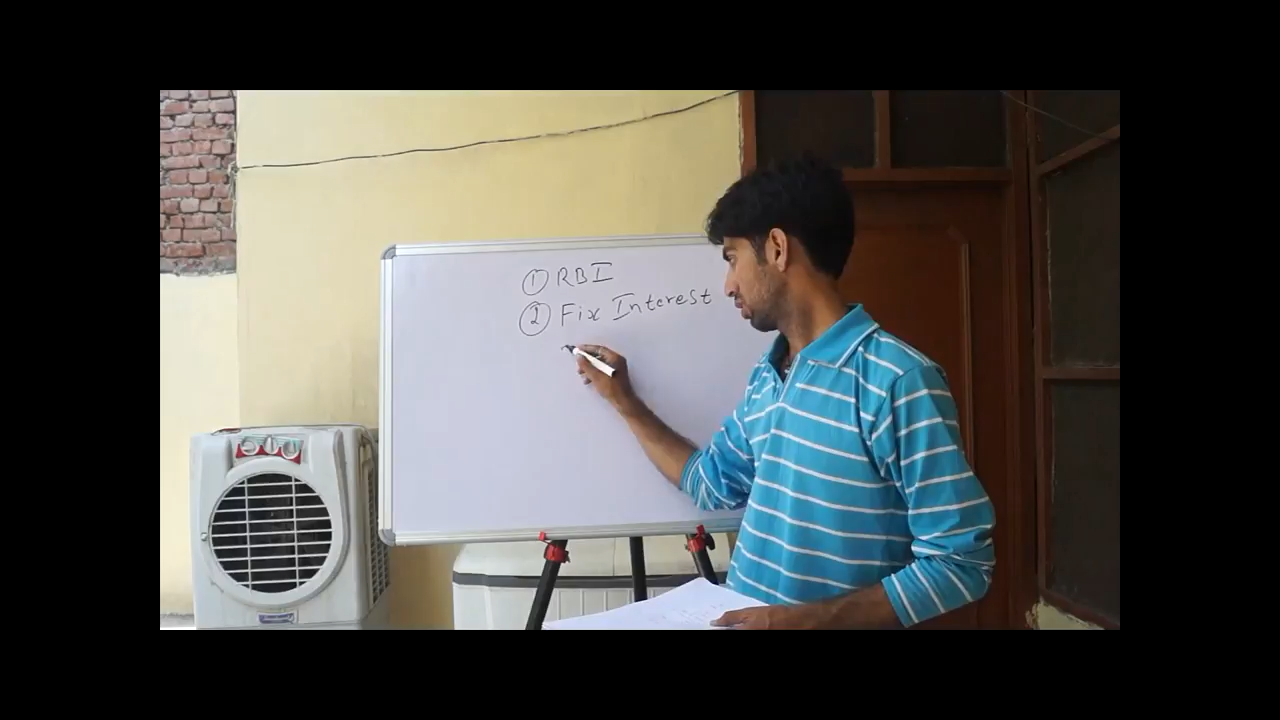 ① RBI
② Fix Interest